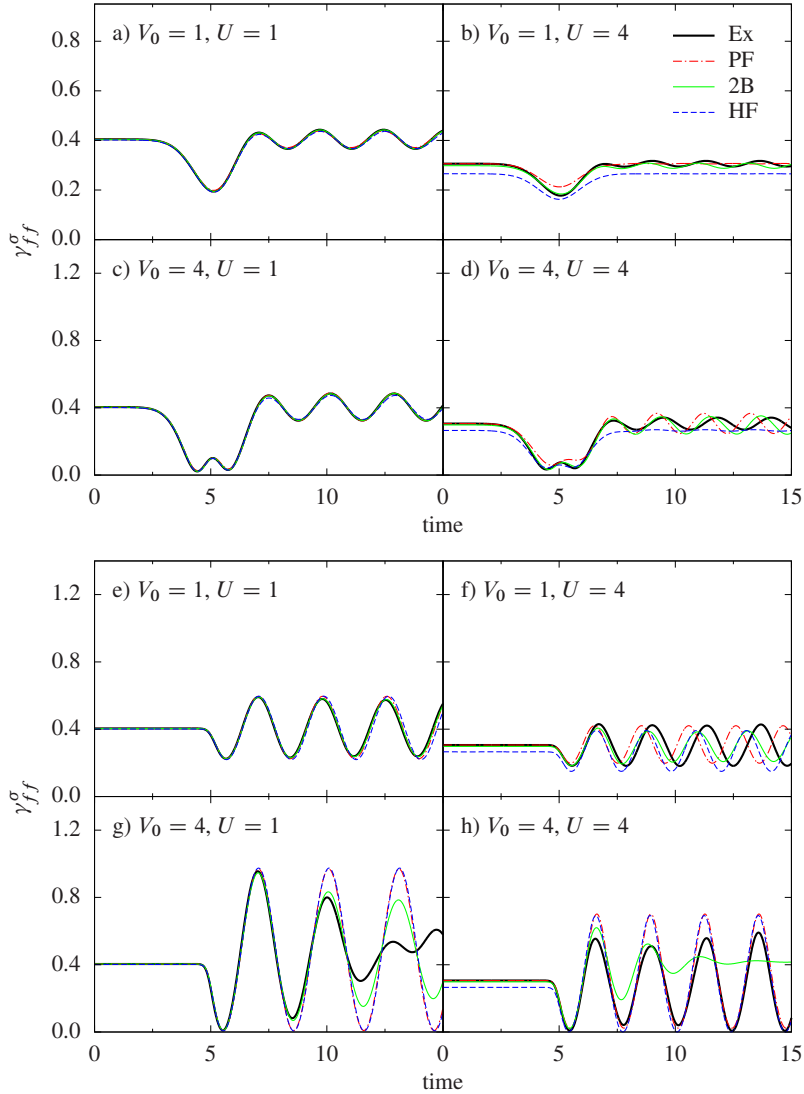 a) V₀ = 1, U = 1
b) V₀ = 1, U = 4
Ex
PF
2B
HF
0.8
0.6
0.4
0.2
0.0
c) V₀ = 4, U = 1
d) V₀ = 4, U = 4
1.2
0.8
0.4
0.0
γ^σ_ff
0 5 10 0 5 10 15
time time
e) V₀ = 1, U = 1
f) V₀ = 1, U = 4
1.2
0.8
0.4
0.0
g) V₀ = 4, U = 1
h) V₀ = 4, U = 4
1.2
0.8
0.4
0.0
γ^σ_ff
0 5 10 0 5 10 15
time time